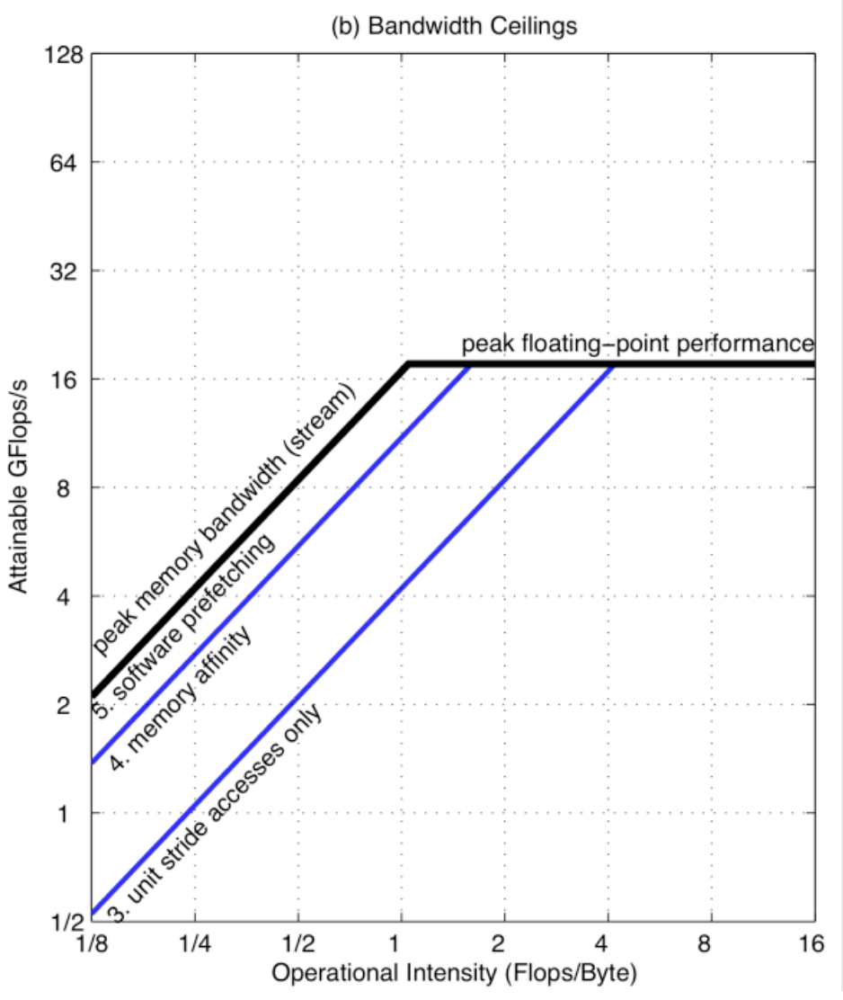 (b) Bandwidth Ceilings
128
64
32
16
8
4
2
1
1/2
Attainable GFlops/s
peak floating−point performance
peak memory bandwidth (stream)
5. software prefetching
4. memory affinity
3. unit stride accesses only
1/8 1/4 1/2 1 2 4 8 16
Operational Intensity (Flops/Byte)